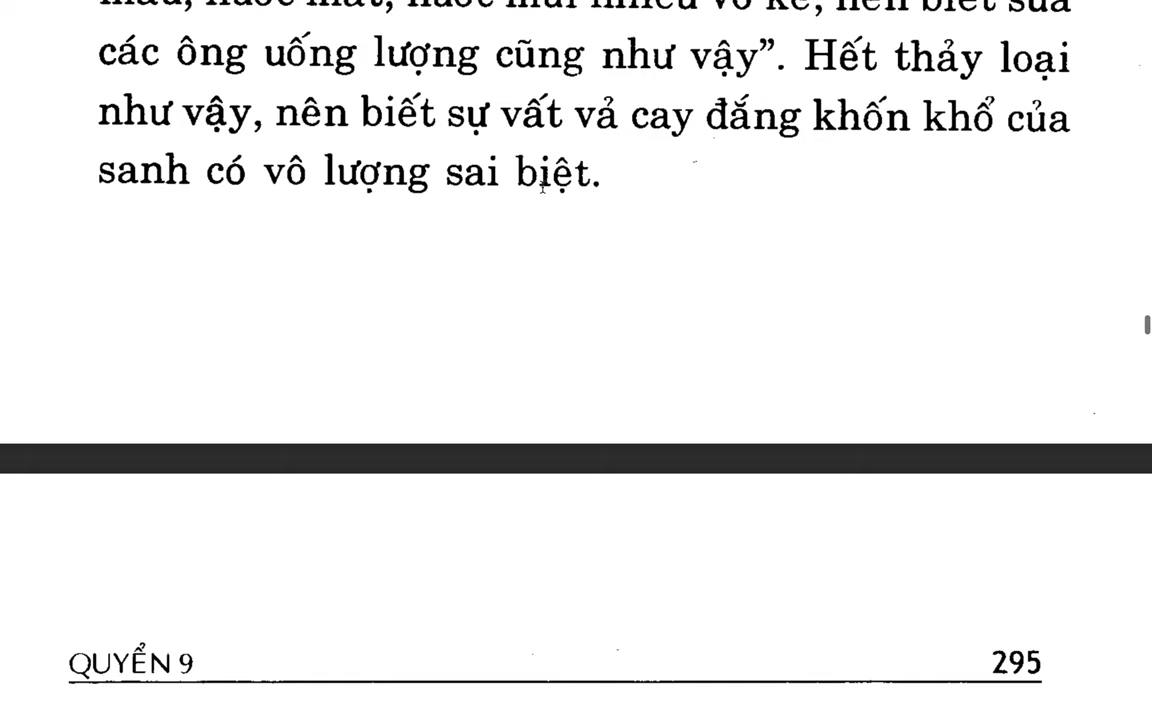 các ông uống lượng cũng như vậy”. Hết thảy loại
như vậy, nên biết sự vất vả cay đắng khốn khổ của
sanh có vô lượng sai biệt.
QUYỂN 9 295